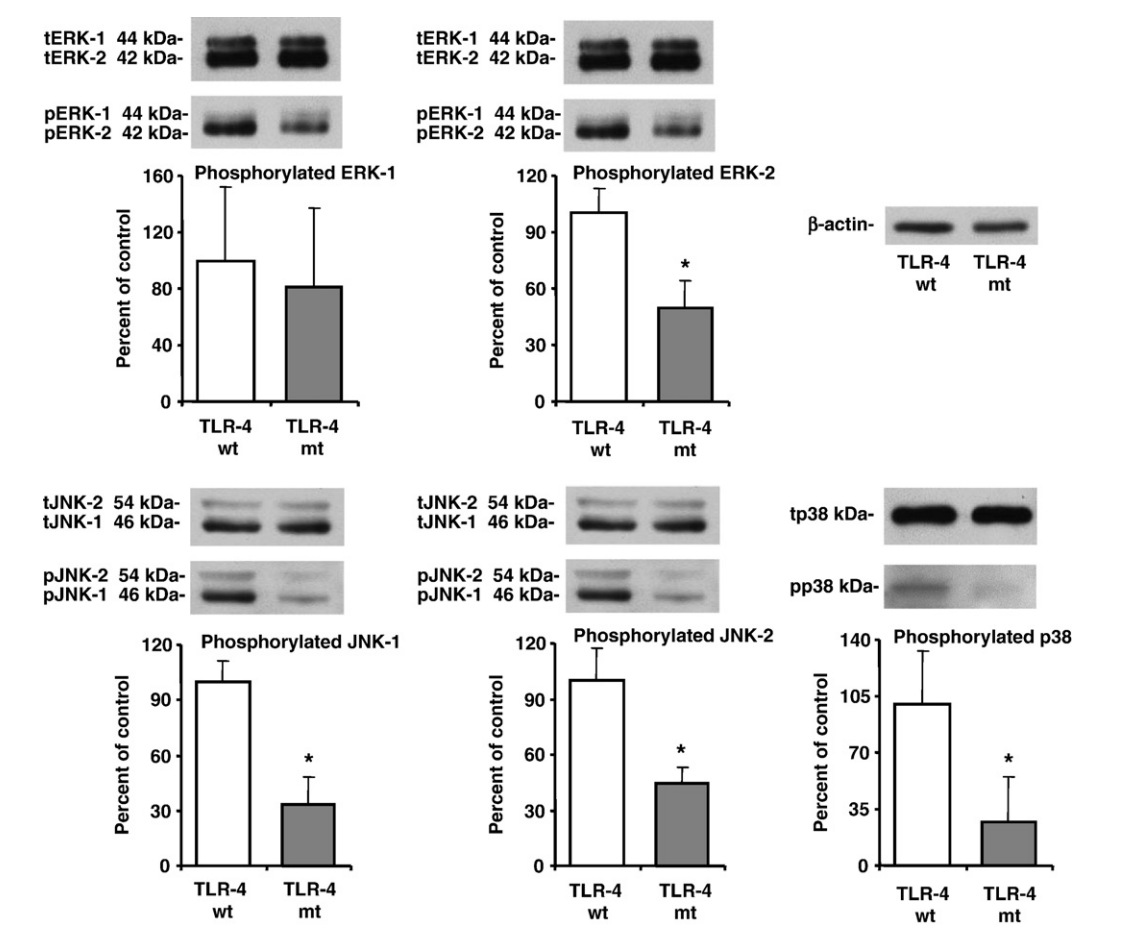 tERK-1 44 kDa-
tERK-2 42 kDa-
pERK-1 44 kDa-
pERK-2 42 kDa-
Phosphorylated ERK-1
Percent of control
160
120
80
40
0
TLR-4 TLR-4
wt mt
tERK-1 44 kDa-
tERK-2 42 kDa-
pERK-1 44 kDa-
pERK-2 42 kDa-
Phosphorylated ERK-2
Percent of control
120
90
60
30
0
*
TLR-4 TLR-4
wt mt
β-actin-
TLR-4 TLR-4
wt mt
tJNK-2 54 kDa-
tJNK-1 46 kDa-
pJNK-2 54 kDa-
pJNK-1 46 kDa-
Phosphorylated JNK-1
Percent of control
120
90
60
30
0
*
TLR-4 TLR-4
wt mt
tJNK-2 54 kDa-
tJNK-1 46 kDa-
pJNK-2 54 kDa-
pJNK-1 46 kDa-
Phosphorylated JNK-2
Percent of control
120
90
60
30
0
*
TLR-4 TLR-4
wt mt
tp38 kDa-
pp38 kDa-
Phosphorylated p38
Percent of control
140
105
70
35
0
*
TLR-4 TLR-4
wt mt